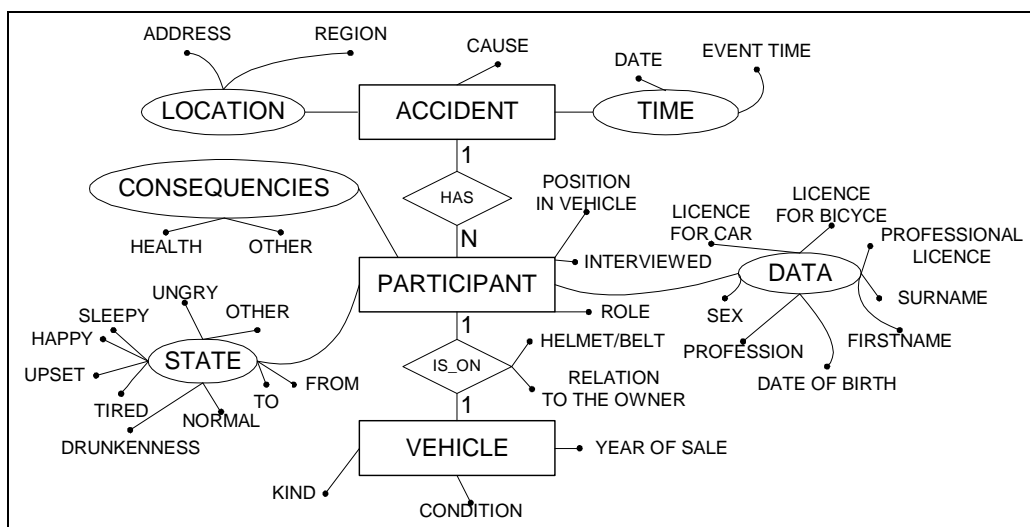 ADDRESS
REGION
CAUSE
DATE
EVENT TIME
LOCATION
ACCIDENT
TIME
1
CONSEQUENCIES
HAS
POSITION
IN VEHICLE
LICENCE
FOR CAR
LICENCE
FOR BICYCE
PROFESSIONAL
LICENCE
HEALTH
OTHER
N
INTERVIEWED
PARTICIPANT
DATA
UNGRY
SLEEPY
OTHER
HAPPY
ROLE
SEX
SURNAME
FIRSTNAME
1
HELMET/BELT
PROFESSION
STATE
IS_ON
UPSET
FROM
TO
RELATION
TO THE OWNER
DATE OF BIRTH
TIRED
NORMAL
1
DRUNKENNESS
VEHICLE
YEAR OF SALE
KIND
CONDITION